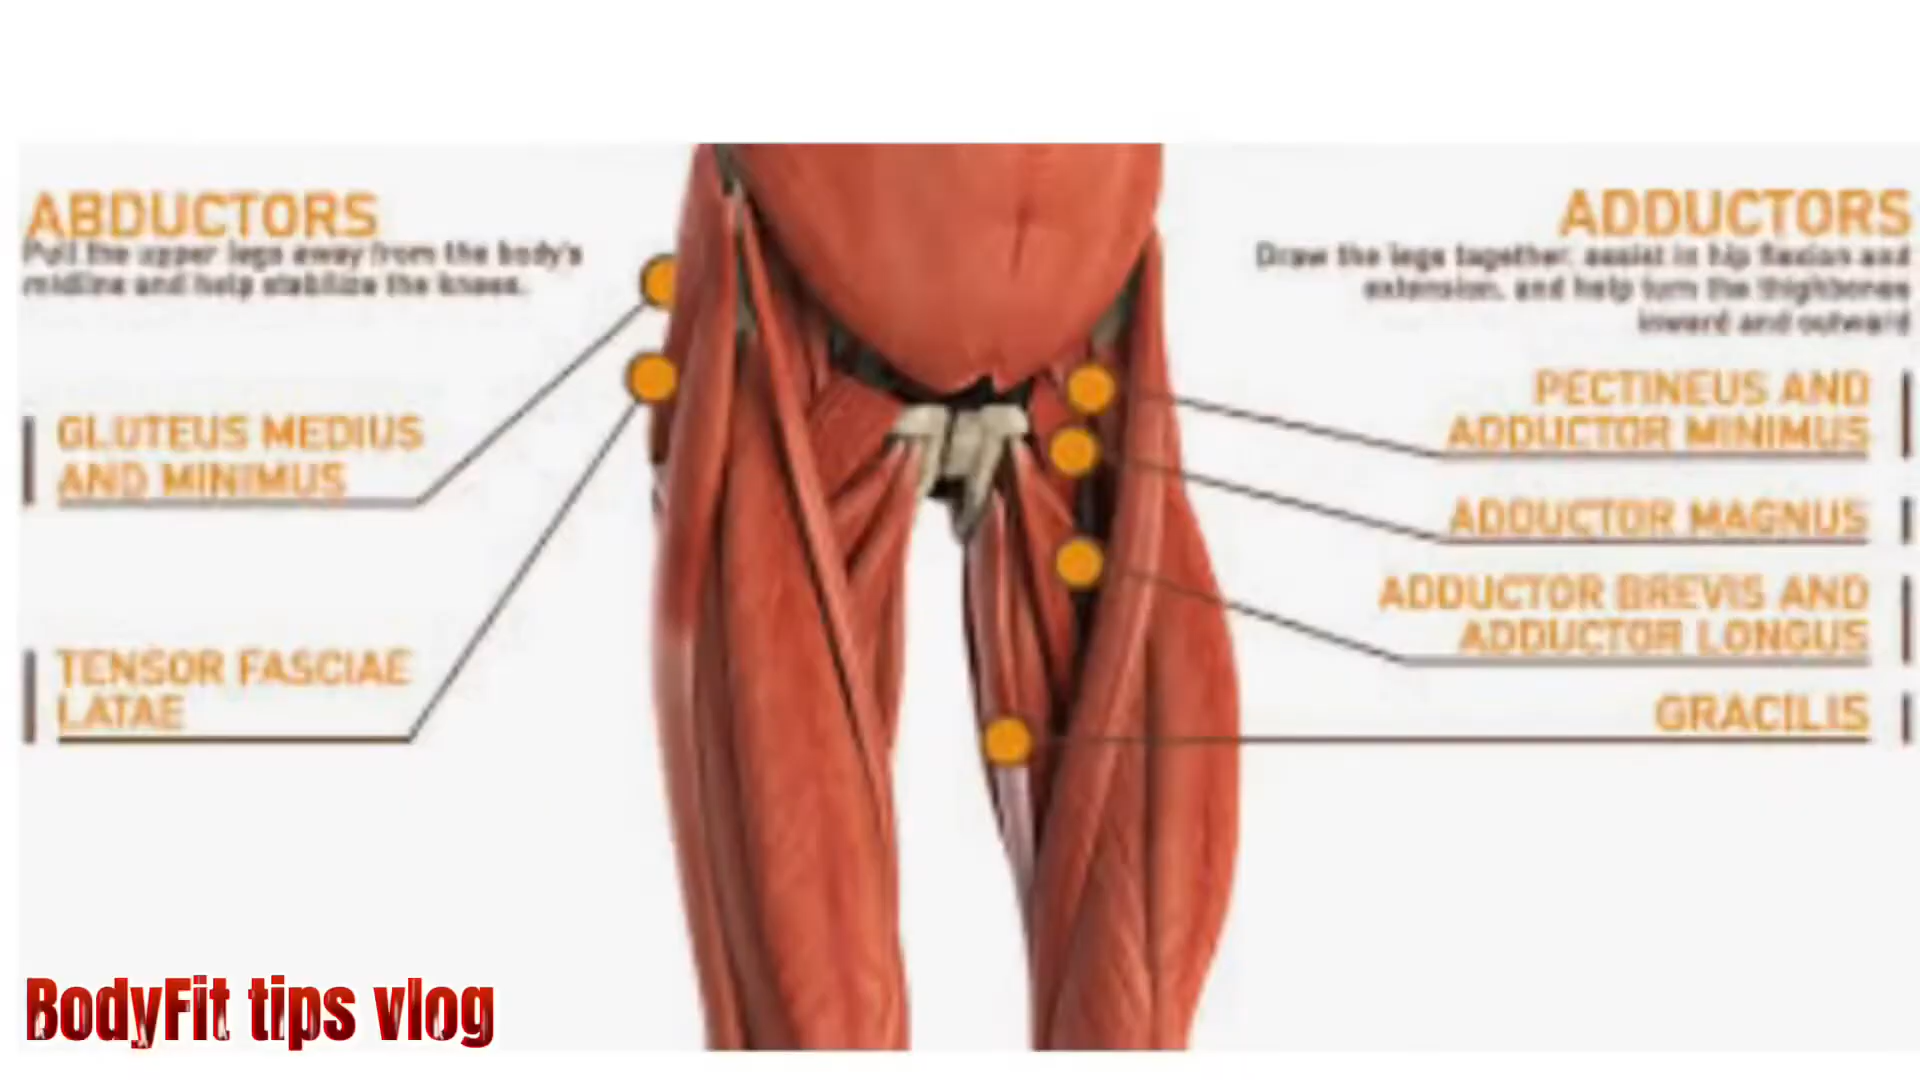 ABDUCTORS
Pull the upper legs away from the body's
midline and help stabilize the knees.
GLUTEUS MEDIUS
AND MINIMUS
TENSOR FASCIAE
LATAE
ADDUCTORS
Draw the legs together, assist in hip flexion and
extension, and help turn the thighbones
inward and outward
PECTINEUS AND
ADDUCTOR MINIMUS
ADDUCTOR MAGNUS
ADDUCTOR BREVIS AND
ADDUCTOR LONGUS
GRACILIS
BodyFit tips vlog